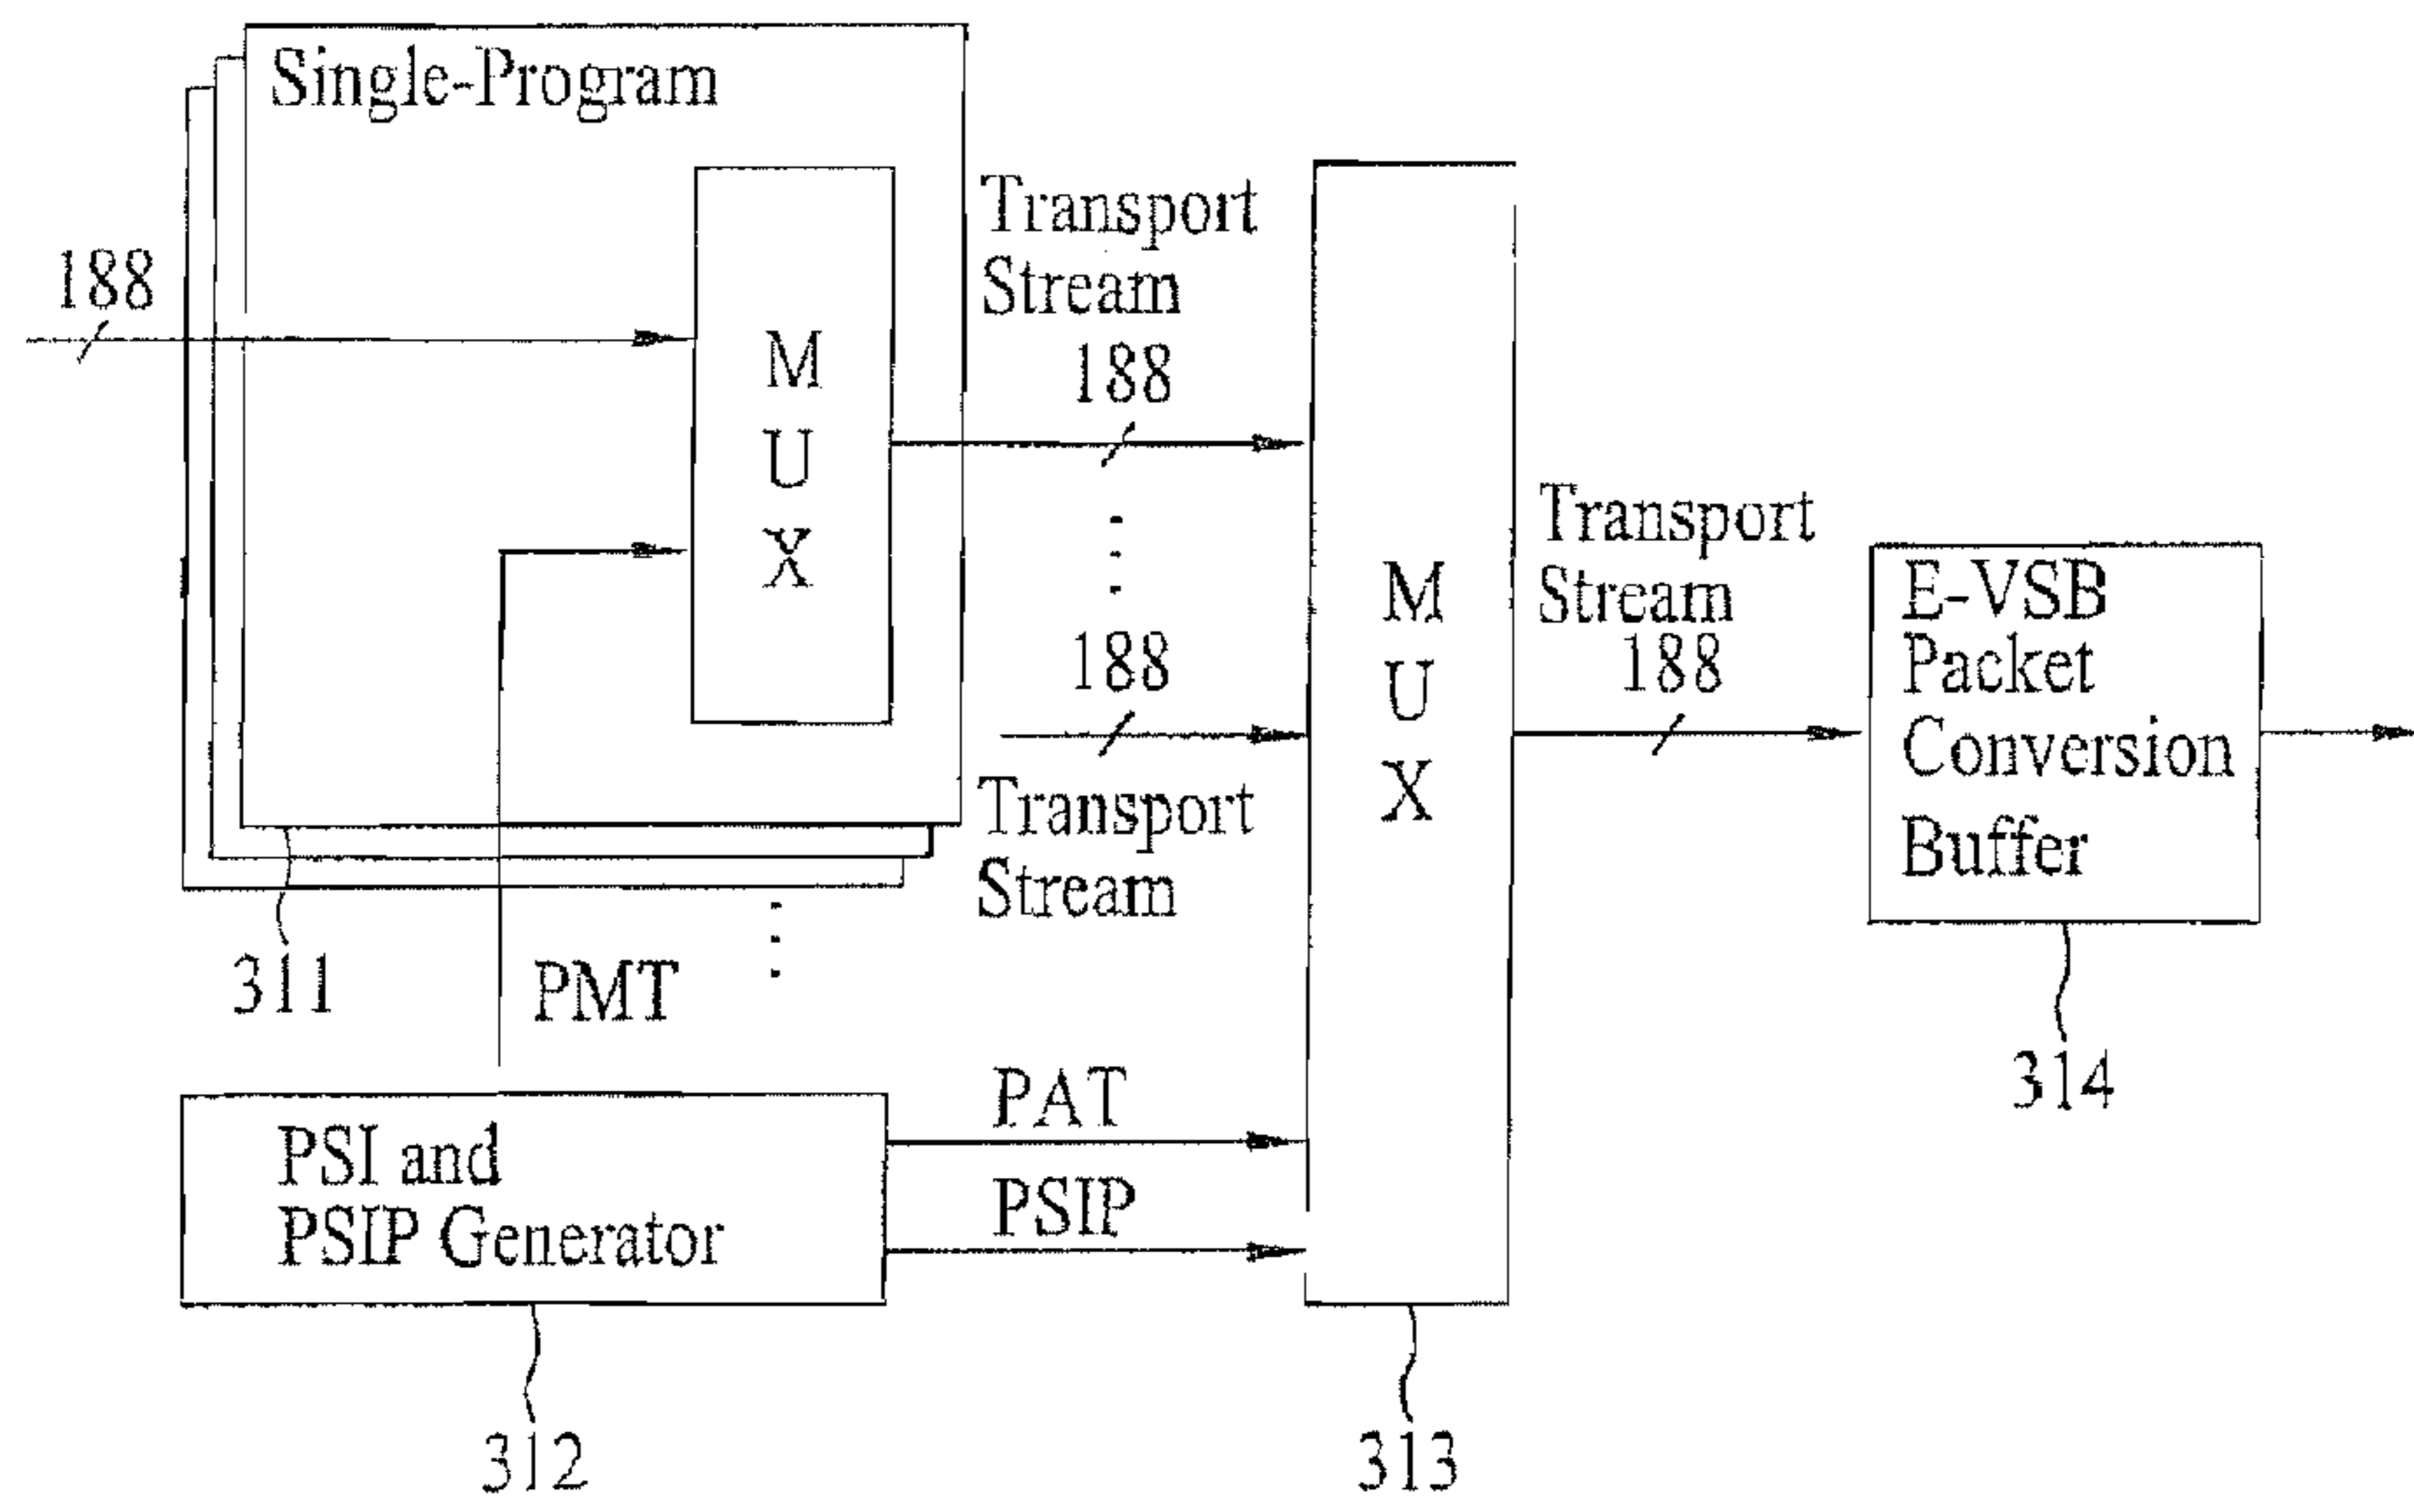 Single-Program
188
M
U
X
Transport
Stream
188
188
Transport
Stream
311
PMT
PSI and
PSIP Generator
312
PAT
PSIP
M
U
X
313
Transport
Stream
188
E-VSB
Packet
Conversion
Buffer
314